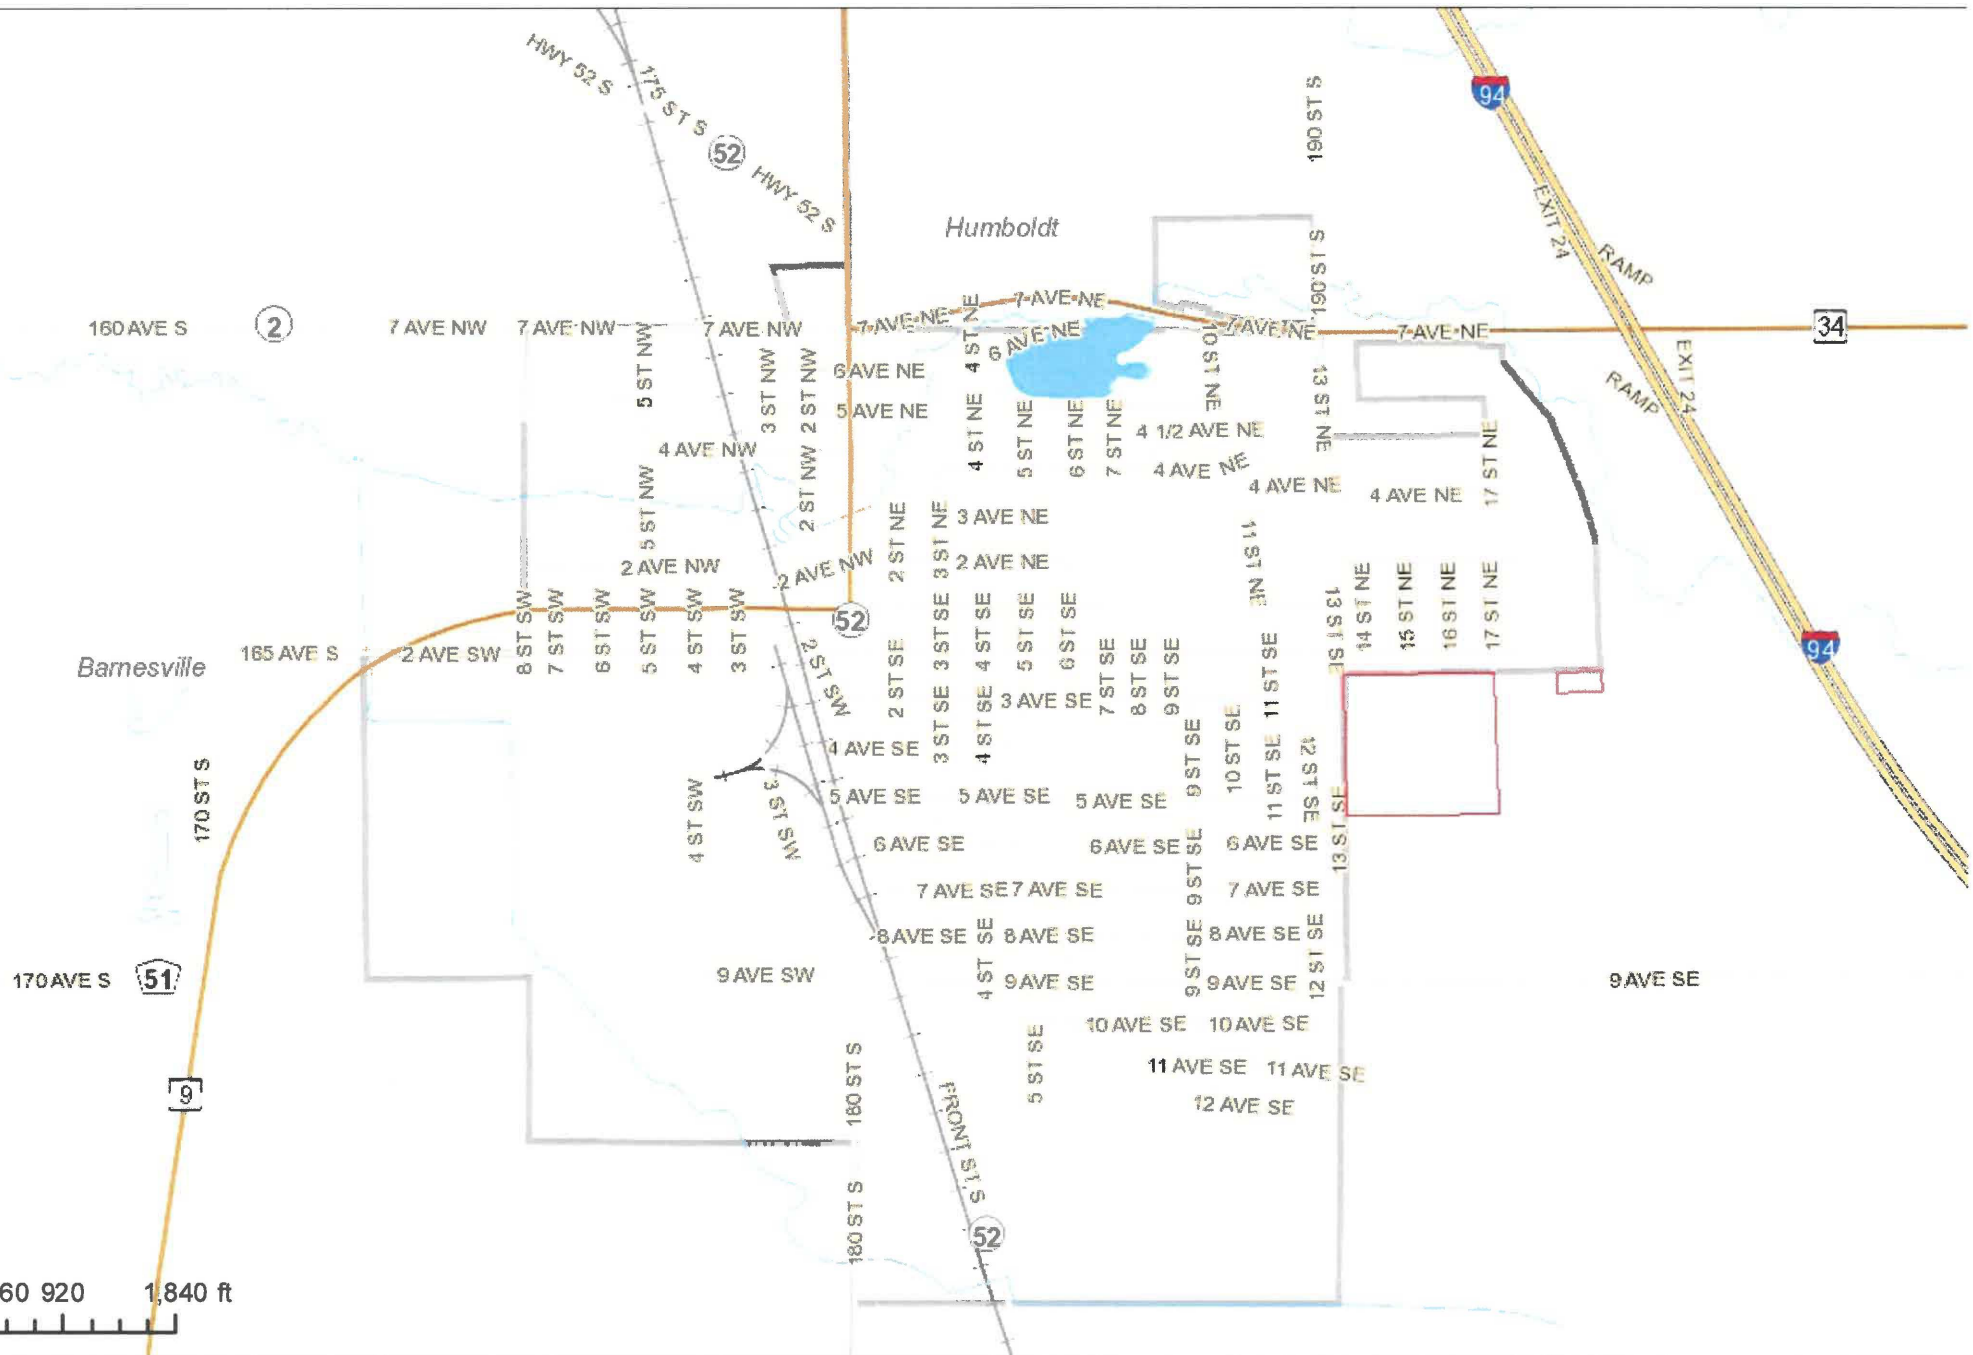 HWY 52 S
175 ST S
52
HWY 52 S
190 ST S
94
Humboldt
190 ST S
EXIT 24
RAMP
160 AVE S
2
7 AVE NW
7 AVE NW
7 AVE NW
7 AVE NE
4 ST NE
7 AVE NE
6 AVE NE
10 ST NE
7 AVE NE
7 AVE NE
34
5 ST NW
3 ST NW
2 ST NW
6 AVE NE
5 AVE NE
4 ST NE
5 ST NE
6 ST NE
7 ST NE
4 1/2 AVE NE
13 ST NE
RAMP
EXIT 24
4 AVE NW
4 AVE NE
4 AVE NE
4 AVE NE
17 ST NE
5 ST NW
2 ST NW
2 ST NE
3 ST NE
3 AVE NE
2 AVE NE
11 ST NE
2 AVE NW
2 AVE NW
52
14 ST NE
15 ST NE
16 ST NE
17 ST NE
13 ST SE
Barnesville
165 AVE S
2 AVE SW
8 ST SW
7 ST SW
6 ST SW
5 ST SW
4 ST SW
3 ST SW
2 ST SW
2 ST SE
3 ST SE
4 ST SE
5 ST SE
6 ST SE
7 ST SE
8 ST SE
9 ST SE
11 ST SE
94
3 AVE SE
3 ST SE
4 ST SE
4 AVE SE
9 ST SE
10 ST SE
11 ST SE
12 ST SE
170 ST S
4 ST SW
3 ST SW
5 AVE SE
5 AVE SE
5 AVE SE
13 ST SE
6 AVE SE
6 AVE SE
6 AVE SE
9 ST SE
7 AVE SE
7 AVE SE
7 AVE SE
8 AVE SE
4 ST SE
8 AVE SE
9 ST SE
8 AVE SE
12 ST SE
170 AVE S
51
9 AVE SW
9 AVE SE
9 AVE SE
9 AVE SE
10 AVE SE
10 AVE SE
9
180 ST S
5 ST SE
11 AVE SE
11 AVE SE
12 AVE SE
FRONT ST S
180 ST S
52
60 920 1,840 ft